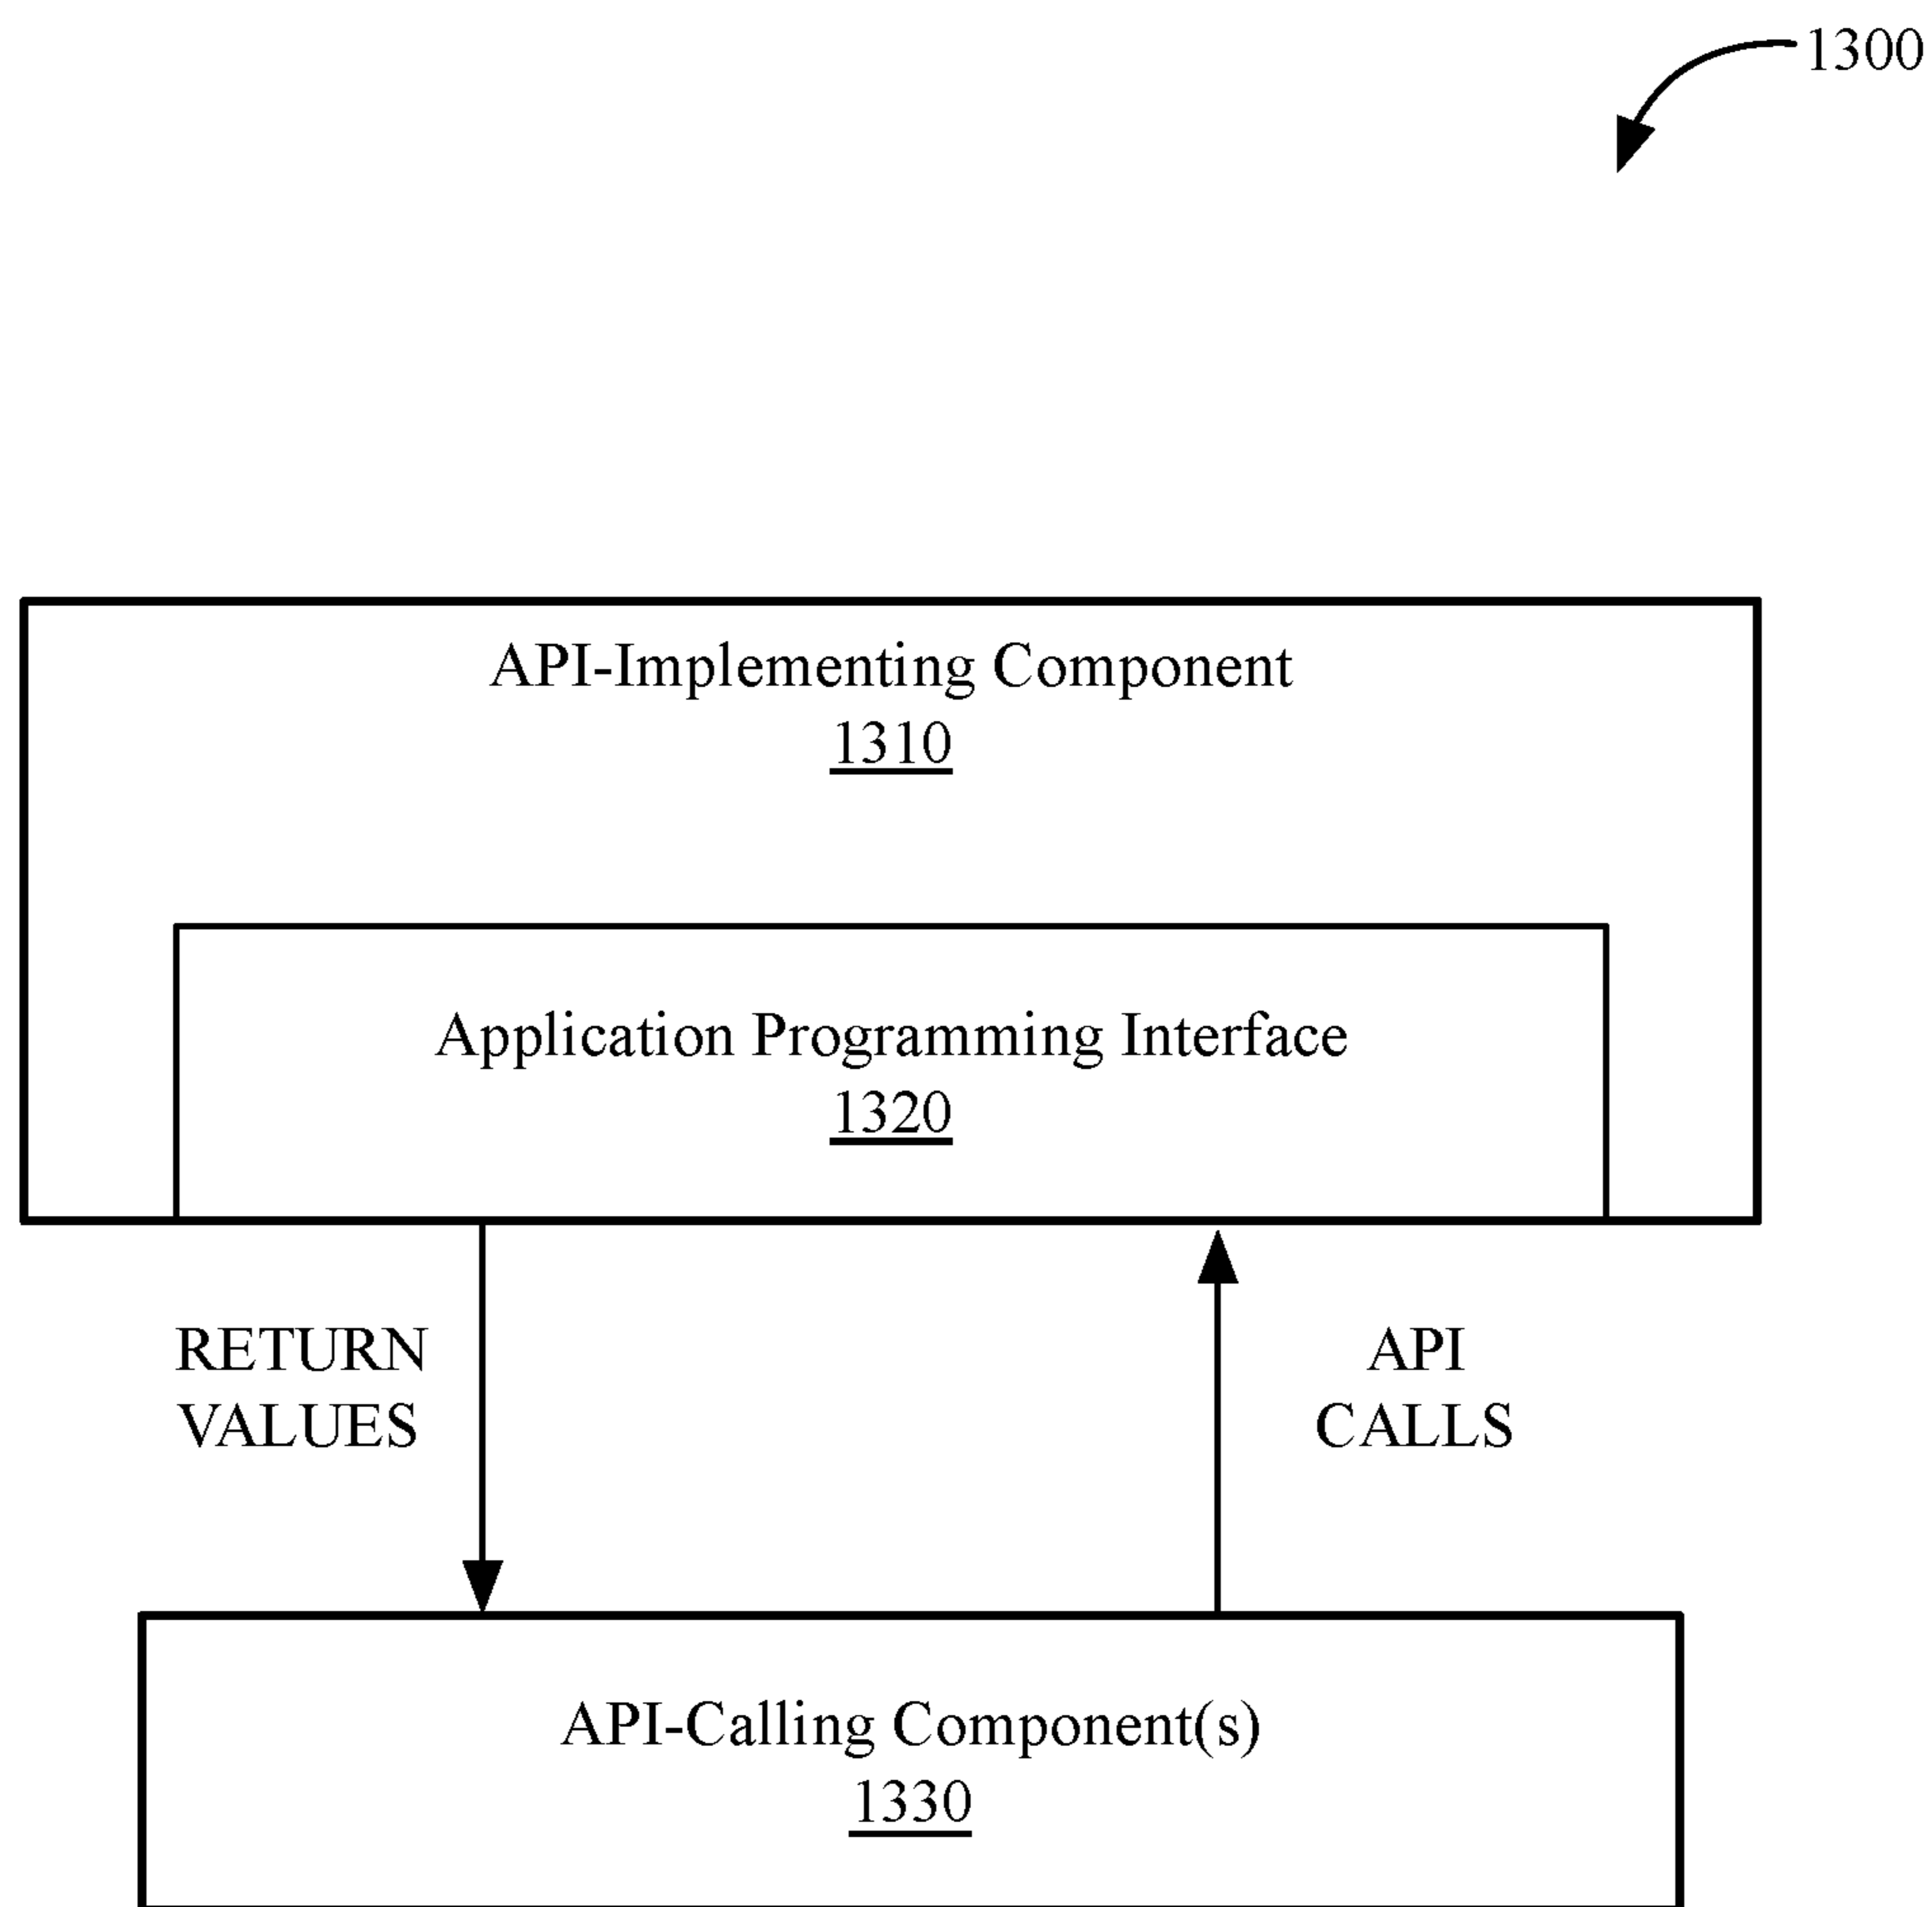 1300
API-Implementing Component
1310
Application Programming Interface
1320
RETURN
VALUES
API
CALLS
API-Calling Component(s)
1330